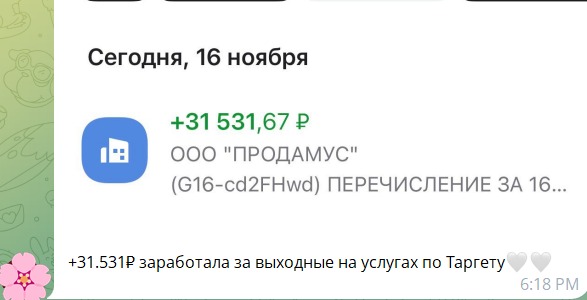 Сегодня, 16 ноября
+31 531,67 ₽
ООО "ПРОДАМУС"
(G16-cd2FHwd) ПЕРЕЧИСЛЕНИЕ ЗА 16...
+31.531₽ заработала за выходные на услугах по Таргету🤍🤍
6:18 PM